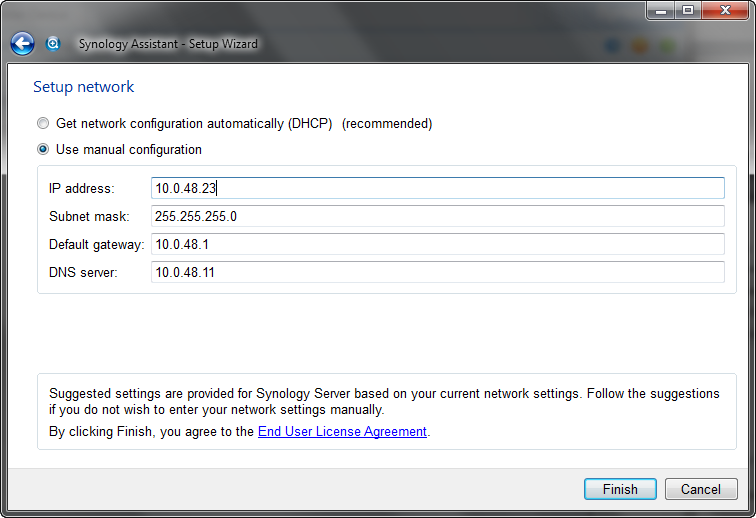 Synology Assistant - Setup Wizard
Setup network
Get network configuration automatically (DHCP) (recommended)
Use manual configuration
IP address: 10.0.48.23
Subnet mask: 255.255.255.0
Default gateway: 10.0.48.1
DNS server: 10.0.48.11
Suggested settings are provided for Synology Server based on your current network settings. Follow the suggestions
if you do not wish to enter your network settings manually.
By clicking Finish, you agree to the End User License Agreement.
Finish Cancel